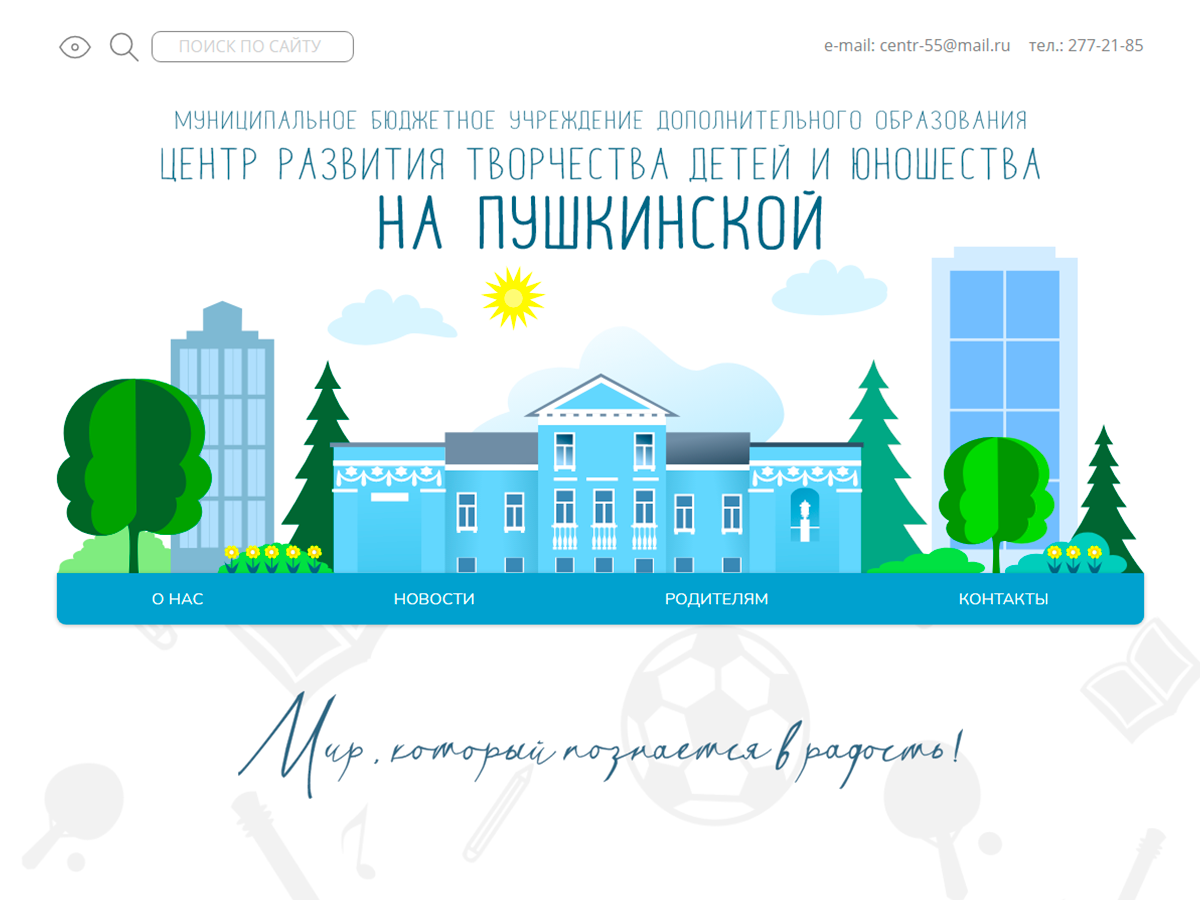 ПОИСК ПО САЙТУ
e-mail: centr-55@mail.ru тел.: 277-21-85
МУНИЦИПАЛЬНОЕ БЮДЖЕТНОЕ УЧРЕЖДЕНИЕ ДОПОЛНИТЕЛЬНОГО ОБРАЗОВАНИЯ
ЦЕНТР РАЗВИТИЯ ТВОРЧЕСТВА ДЕТЕЙ И ЮНОШЕСТВА
НА ПУШКИНСКОЙ
О НАС НОВОСТИ РОДИТЕЛЯМ КОНТАКТЫ
Мир, который познается в радость!